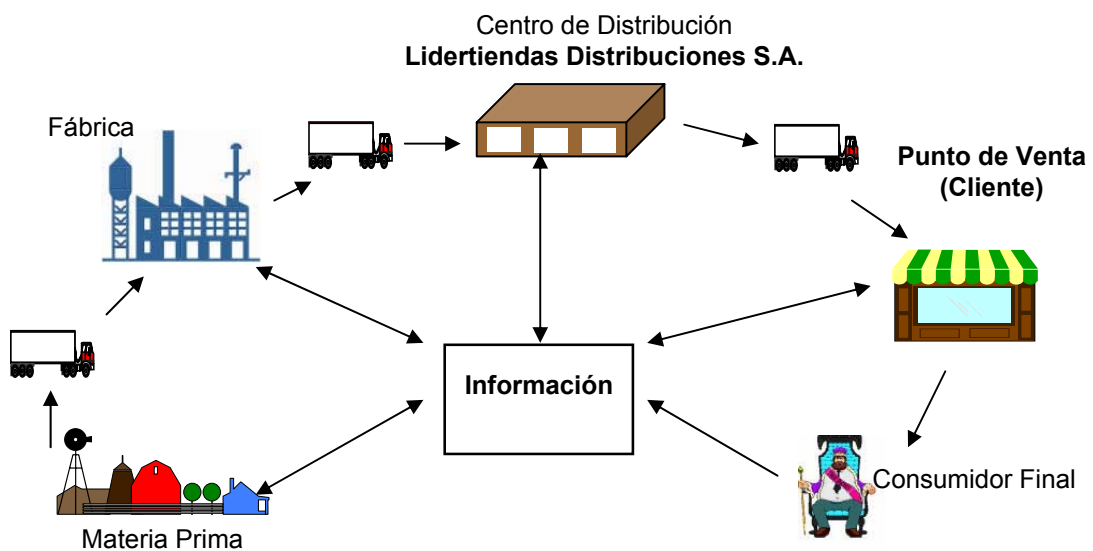 Centro de Distribución
Lidertiendas Distribuciones S.A.
Fábrica
Punto de Venta
(Cliente)
Información
Consumidor Final
Materia Prima